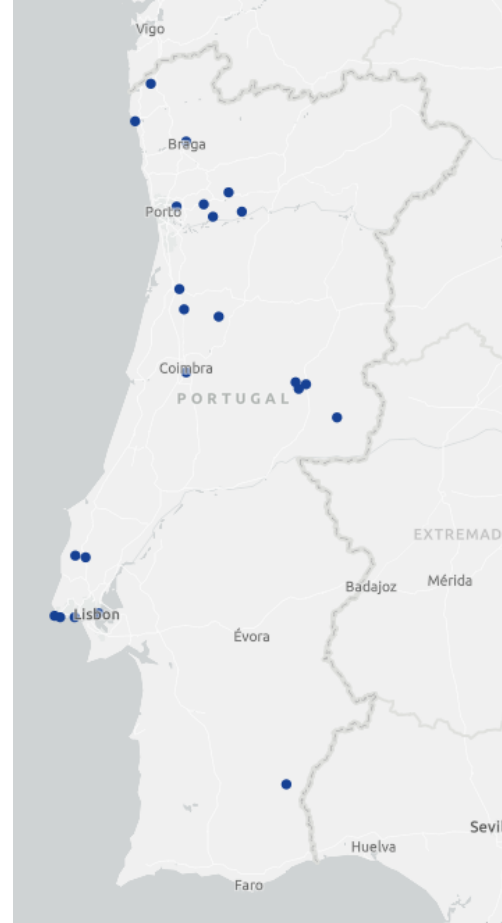 Vigo
Braga
Porto
Coimbra
PORTUGAL
EXTREMAD
Badajoz
Mérida
Lisbon
Évora
Sevil
Huelva
Faro